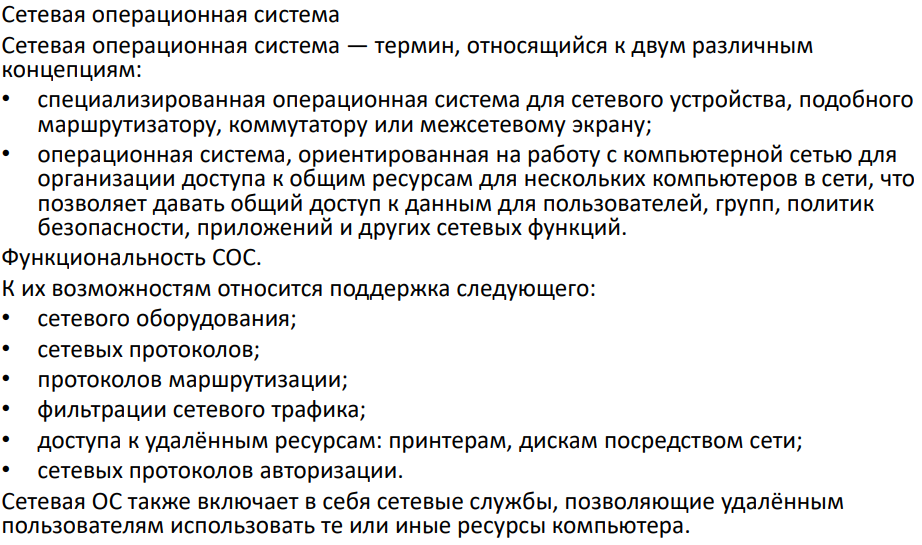 Сетевая операционная система
Сетевая операционная система — термин, относящийся к двум различным
концепциям:
• специализированная операционная система для сетевого устройства, подобного
маршрутизатору, коммутатору или межсетевому экрану;
• операционная система, ориентированная на работу с компьютерной сетью для
организации доступа к общим ресурсам для нескольких компьютеров в сети, что
позволяет давать общий доступ к данным для пользователей, групп, политик
безопасности, приложений и других сетевых функций.
Функциональность СОС.
К их возможностям относится поддержка следующего:
• сетевого оборудования;
• сетевых протоколов;
• протоколов маршрутизации;
• фильтрации сетевого трафика;
• доступа к удалённым ресурсам: принтерам, дискам посредством сети;
• сетевых протоколов авторизации.
Сетевая ОС также включает в себя сетевые службы, позволяющие удалённым
пользователям использовать те или иные ресурсы компьютера.